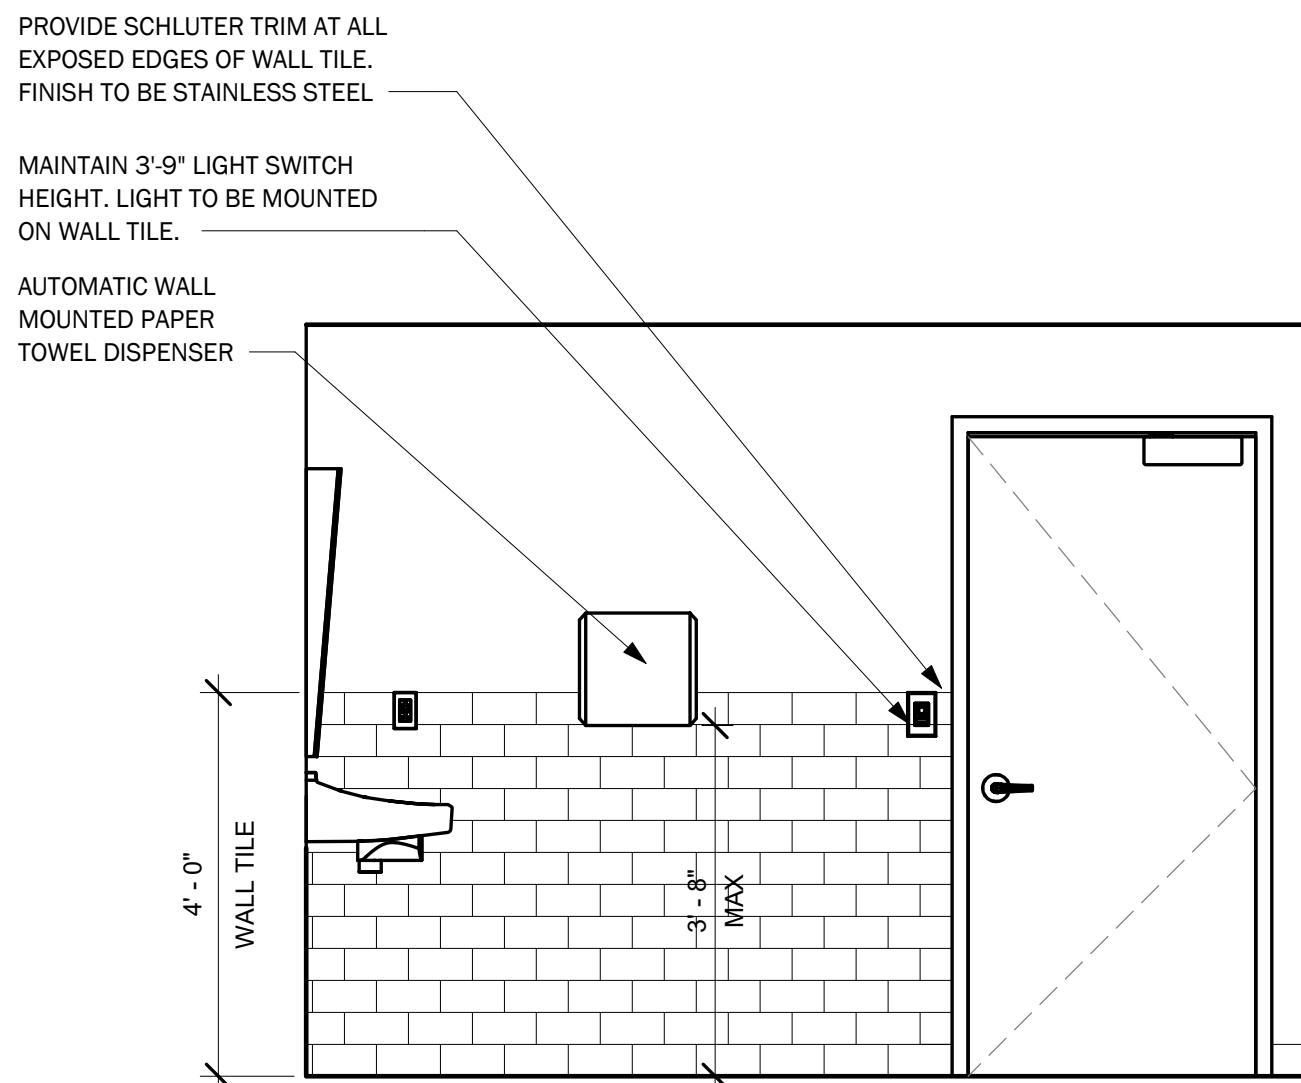 PROVIDE SCHLUTER TRIM AT ALL
EXPOSED EDGES OF WALL TILE.
FINISH TO BE STAINLESS STEEL
MAINTAIN 3'-9" LIGHT SWITCH
HEIGHT. LIGHT TO BE MOUNTED
ON WALL TILE.
AUTOMATIC WALL
MOUNTED PAPER
TOWEL DISPENSER
4' - 0"
WALL TILE
3' - 8"
MAX